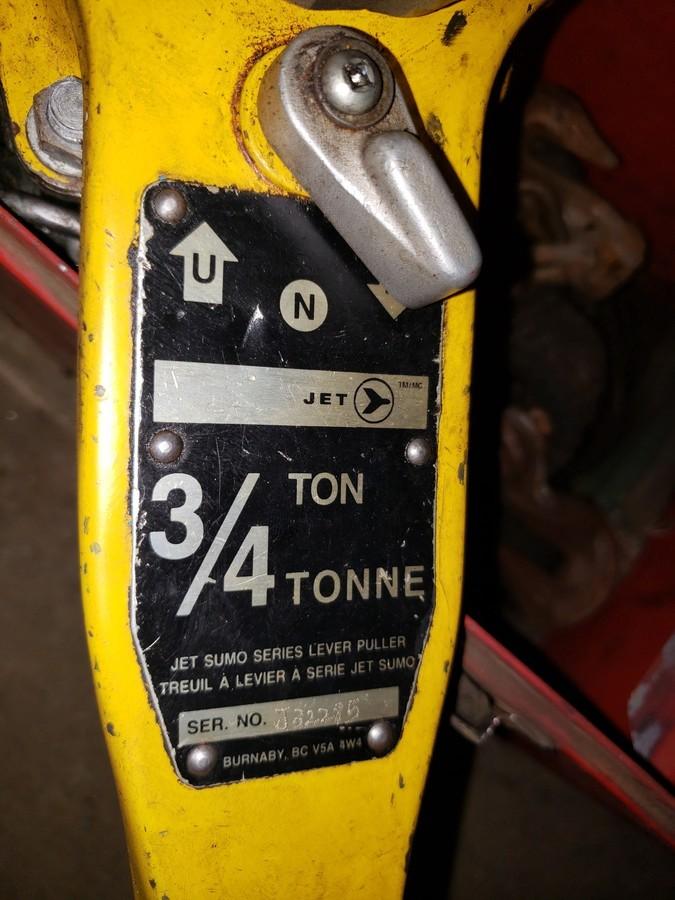 U
N
JET TM/MC
3/4 TON
TONNE
JET SUMO SERIES LEVER PULLER
TREUIL À LEVIER À SERIE JET SUMO
SER. NO.
BURNABY, BC V5A 4W4